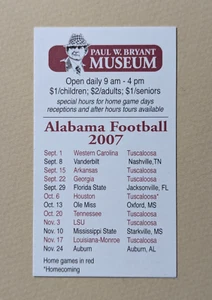 PAUL W. BRYANT
MUSEUM
Open daily 9 am - 4 pm
$1/children; $2/adults; $1/seniors
special hours for home game days
receptions and after hours tours available
Alabama Football
2007
Sept. 1 Western Carolina Tuscaloosa
Sept. 8 Vanderbilt Nashville,TN
Sept. 15 Arkansas Tuscaloosa
Sept. 22 Georgia Tuscaloosa
Sept. 29 Florida State Jacksonville, FL
Oct. 6 Houston Tuscaloosa*
Oct. 13 Ole Miss Oxford, MS
Oct. 20 Tennessee Tuscaloosa
Nov. 3 LSU Tuscaloosa
Nov. 10 Mississippi State Starkville, MS
Nov. 17 Louisiana-Monroe Tuscaloosa
Nov. 24 Auburn Auburn, AL
Home games in red
*Homecoming